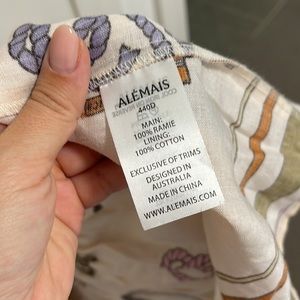 ALÉMAIS
440D
MAIN:
100% RAMIE
LINING:
100% COTTON
EXCLUSIVE OF TRIMS
DESIGNED IN
AUSTRALIA
MADE IN CHINA
WWW.ALEMAIS.COM